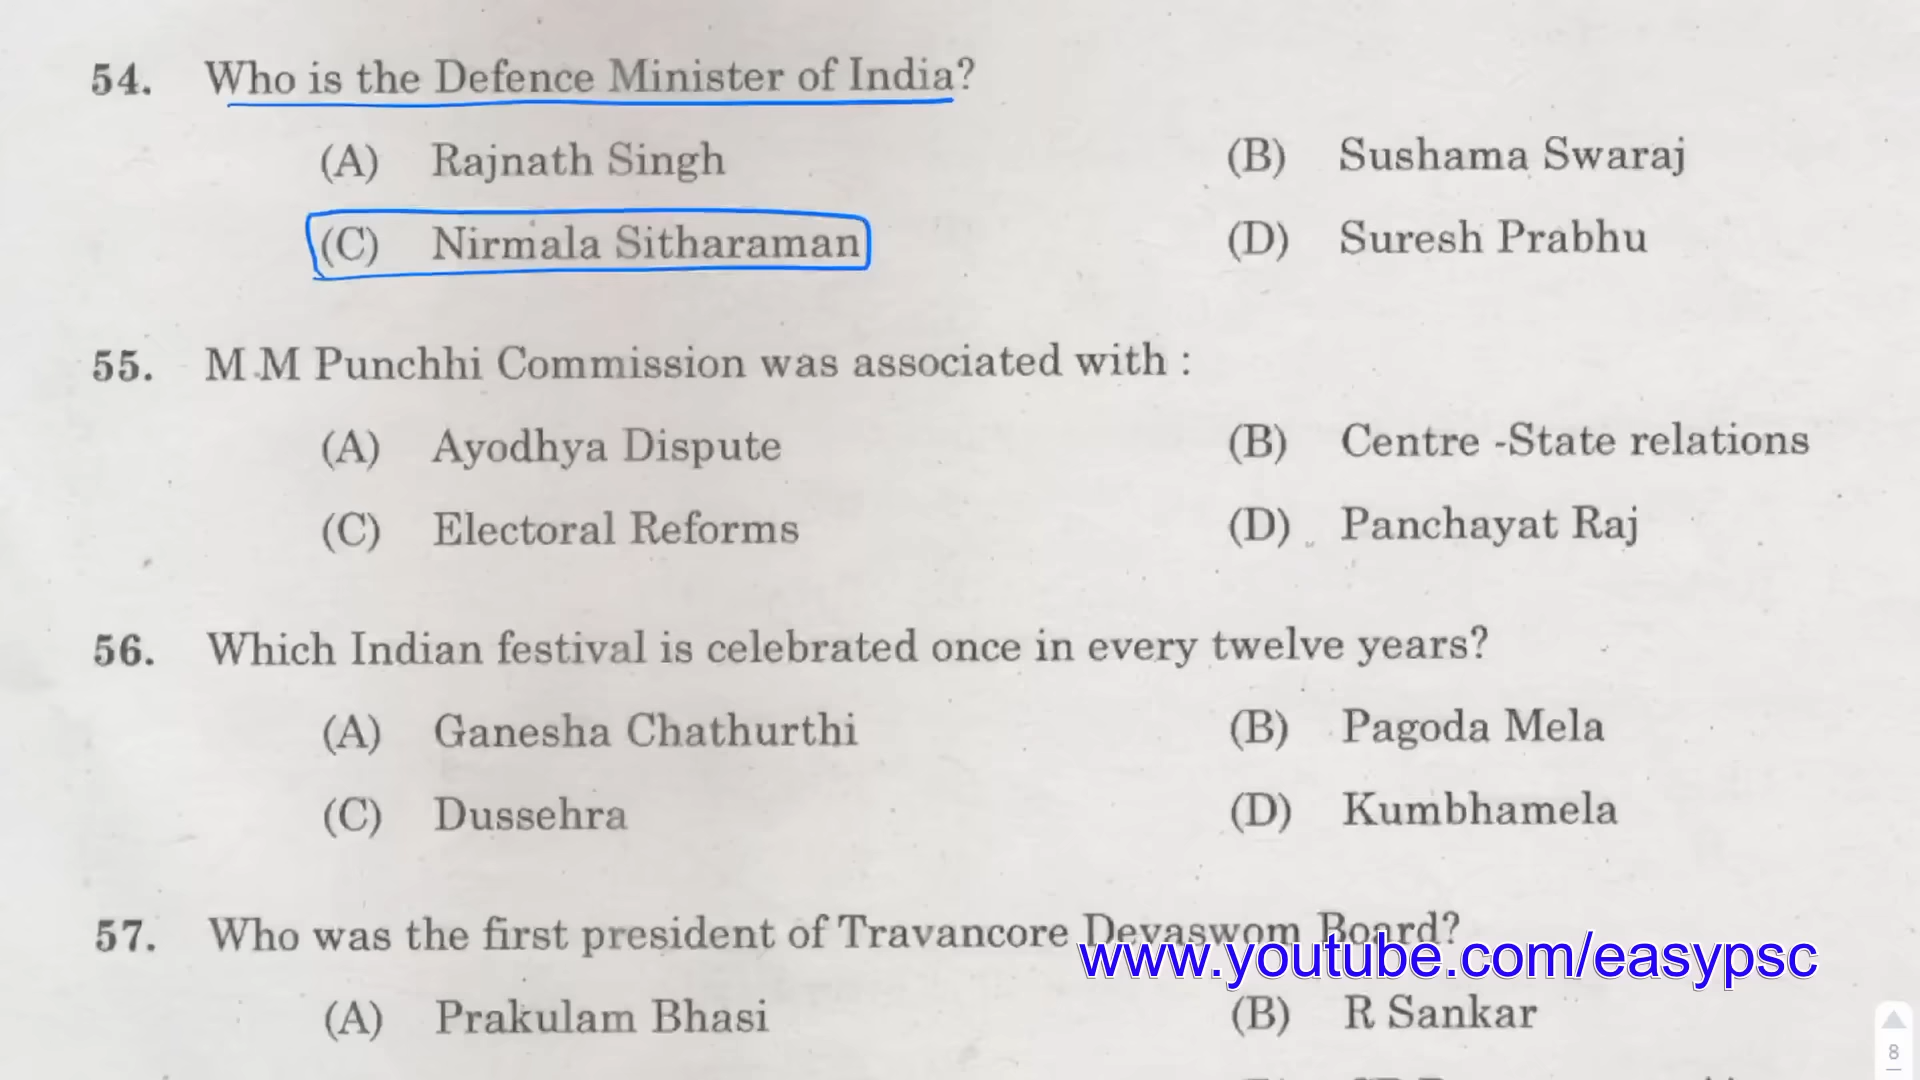 54. Who is the Defence Minister of India?
(A) Rajnath Singh (B) Sushama Swaraj
(C) Nirmala Sitharaman (D) Suresh Prabhu
55. M M Punchhi Commission was associated with :
(A) Ayodhya Dispute (B) Centre -State relations
(C) Electoral Reforms (D) Panchayat Raj
56. Which Indian festival is celebrated once in every twelve years?
(A) Ganesha Chathurthi (B) Pagoda Mela
(C) Dussehra (D) Kumbhamela
57. Who was the first president of Travancore Devaswom Board?
www.youtube.com/easypsc
(A) Prakulam Bhasi (B) R Sankar
8